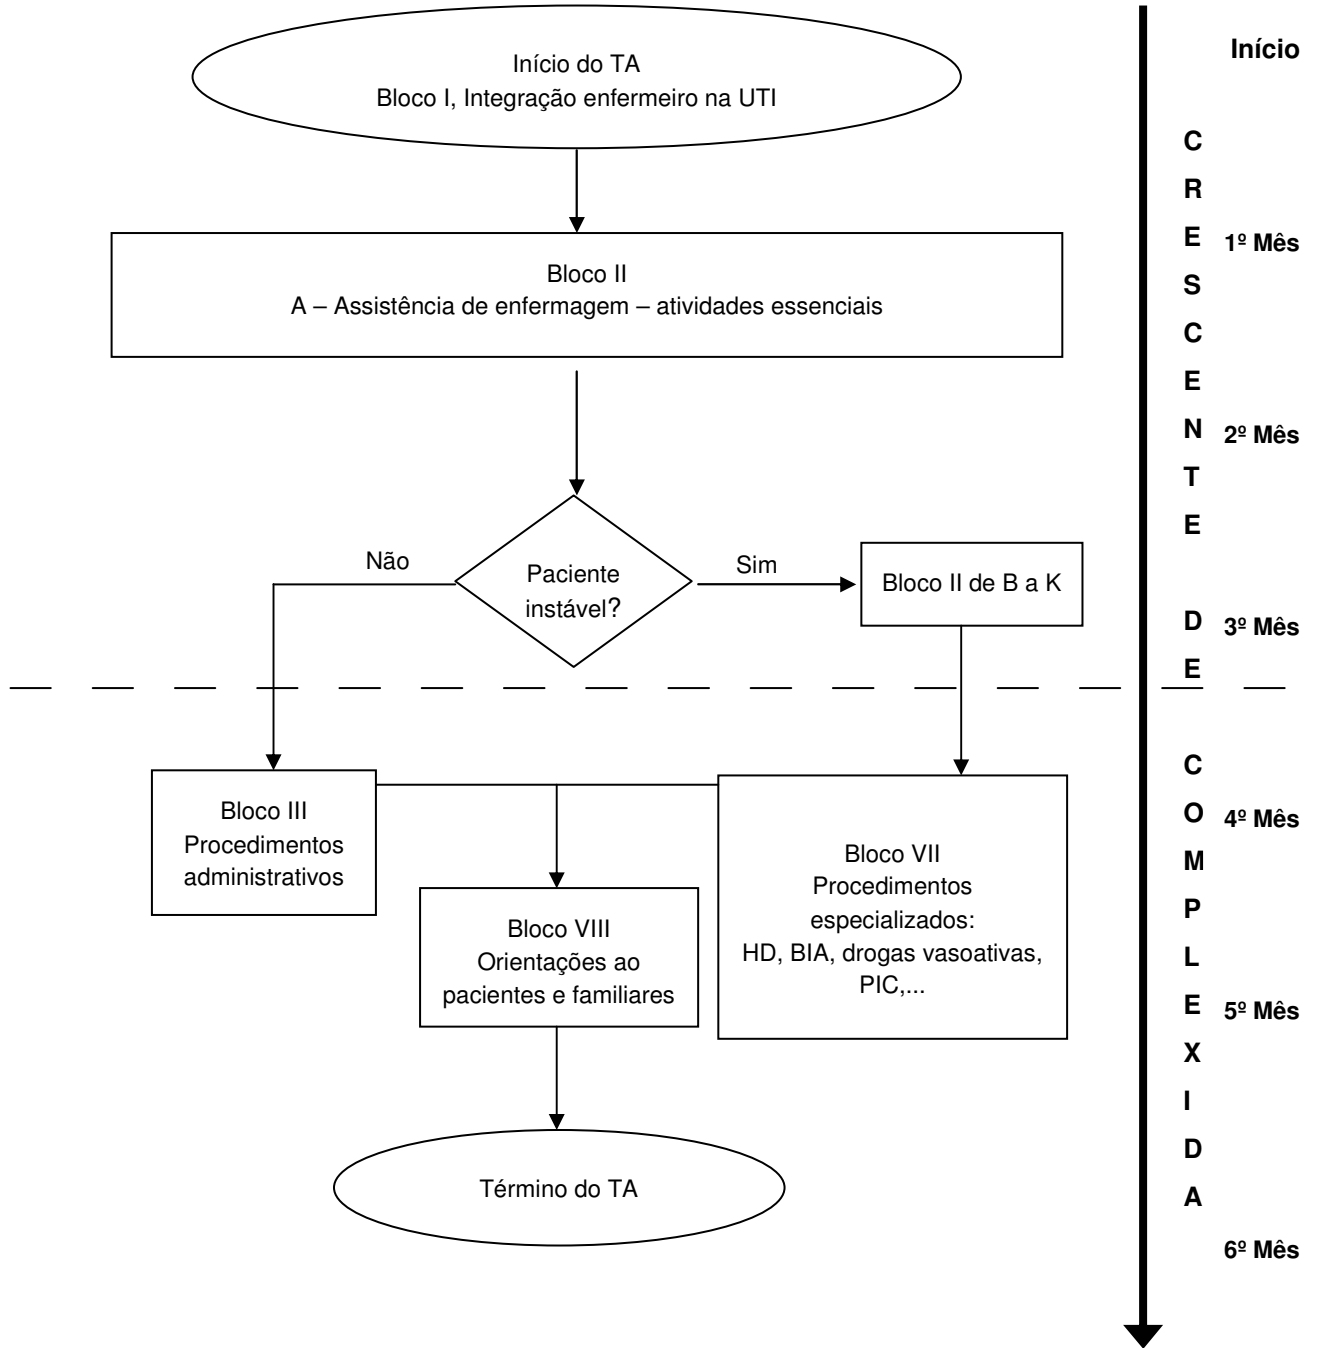 Início do TA
Bloco I, Integração enfermeiro na UTI
Bloco II
A – Assistência de enfermagem – atividades essenciais
Não
Paciente
instável?
Sim
Bloco II de B a K
Bloco III
Procedimentos
administrativos
Bloco VIII
Orientações ao
pacientes e familiares
Bloco VII
Procedimentos
especializados:
HD, BIA, drogas vasoativas,
PIC,...
Término do TA
C
R
E
S
C
E
N
T
E
D
E
C
O
M
P
L
E
X
I
D
A
Início
1º Mês
2º Mês
3º Mês
4º Mês
5º Mês
6º Mês